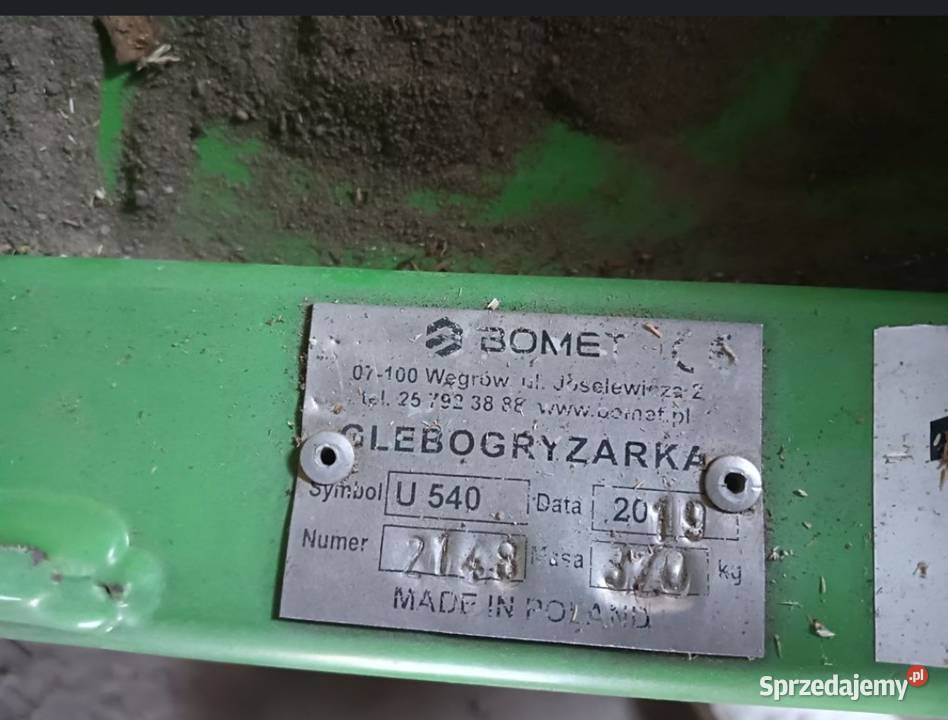 BOMET CE
07-100 Węgrów, ul. Joselewicza 2
tel. 25 792 38 88 www.bomet.pl
GLEBOGRYZARKA
Symbol U 540 Data 2019
Numer 2148 Masa 320 kg
MADE IN POLAND
Sprzedajemy.pl